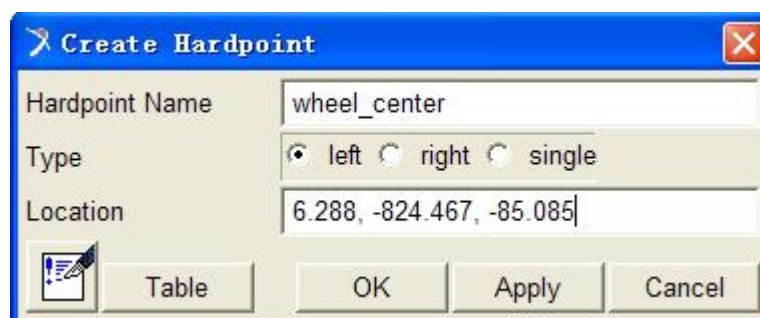 Create Hardpoint
Hardpoint Name wheel_center
Type left right single
Location 6.288, -824.467, -85.085
Table OK Apply Cancel